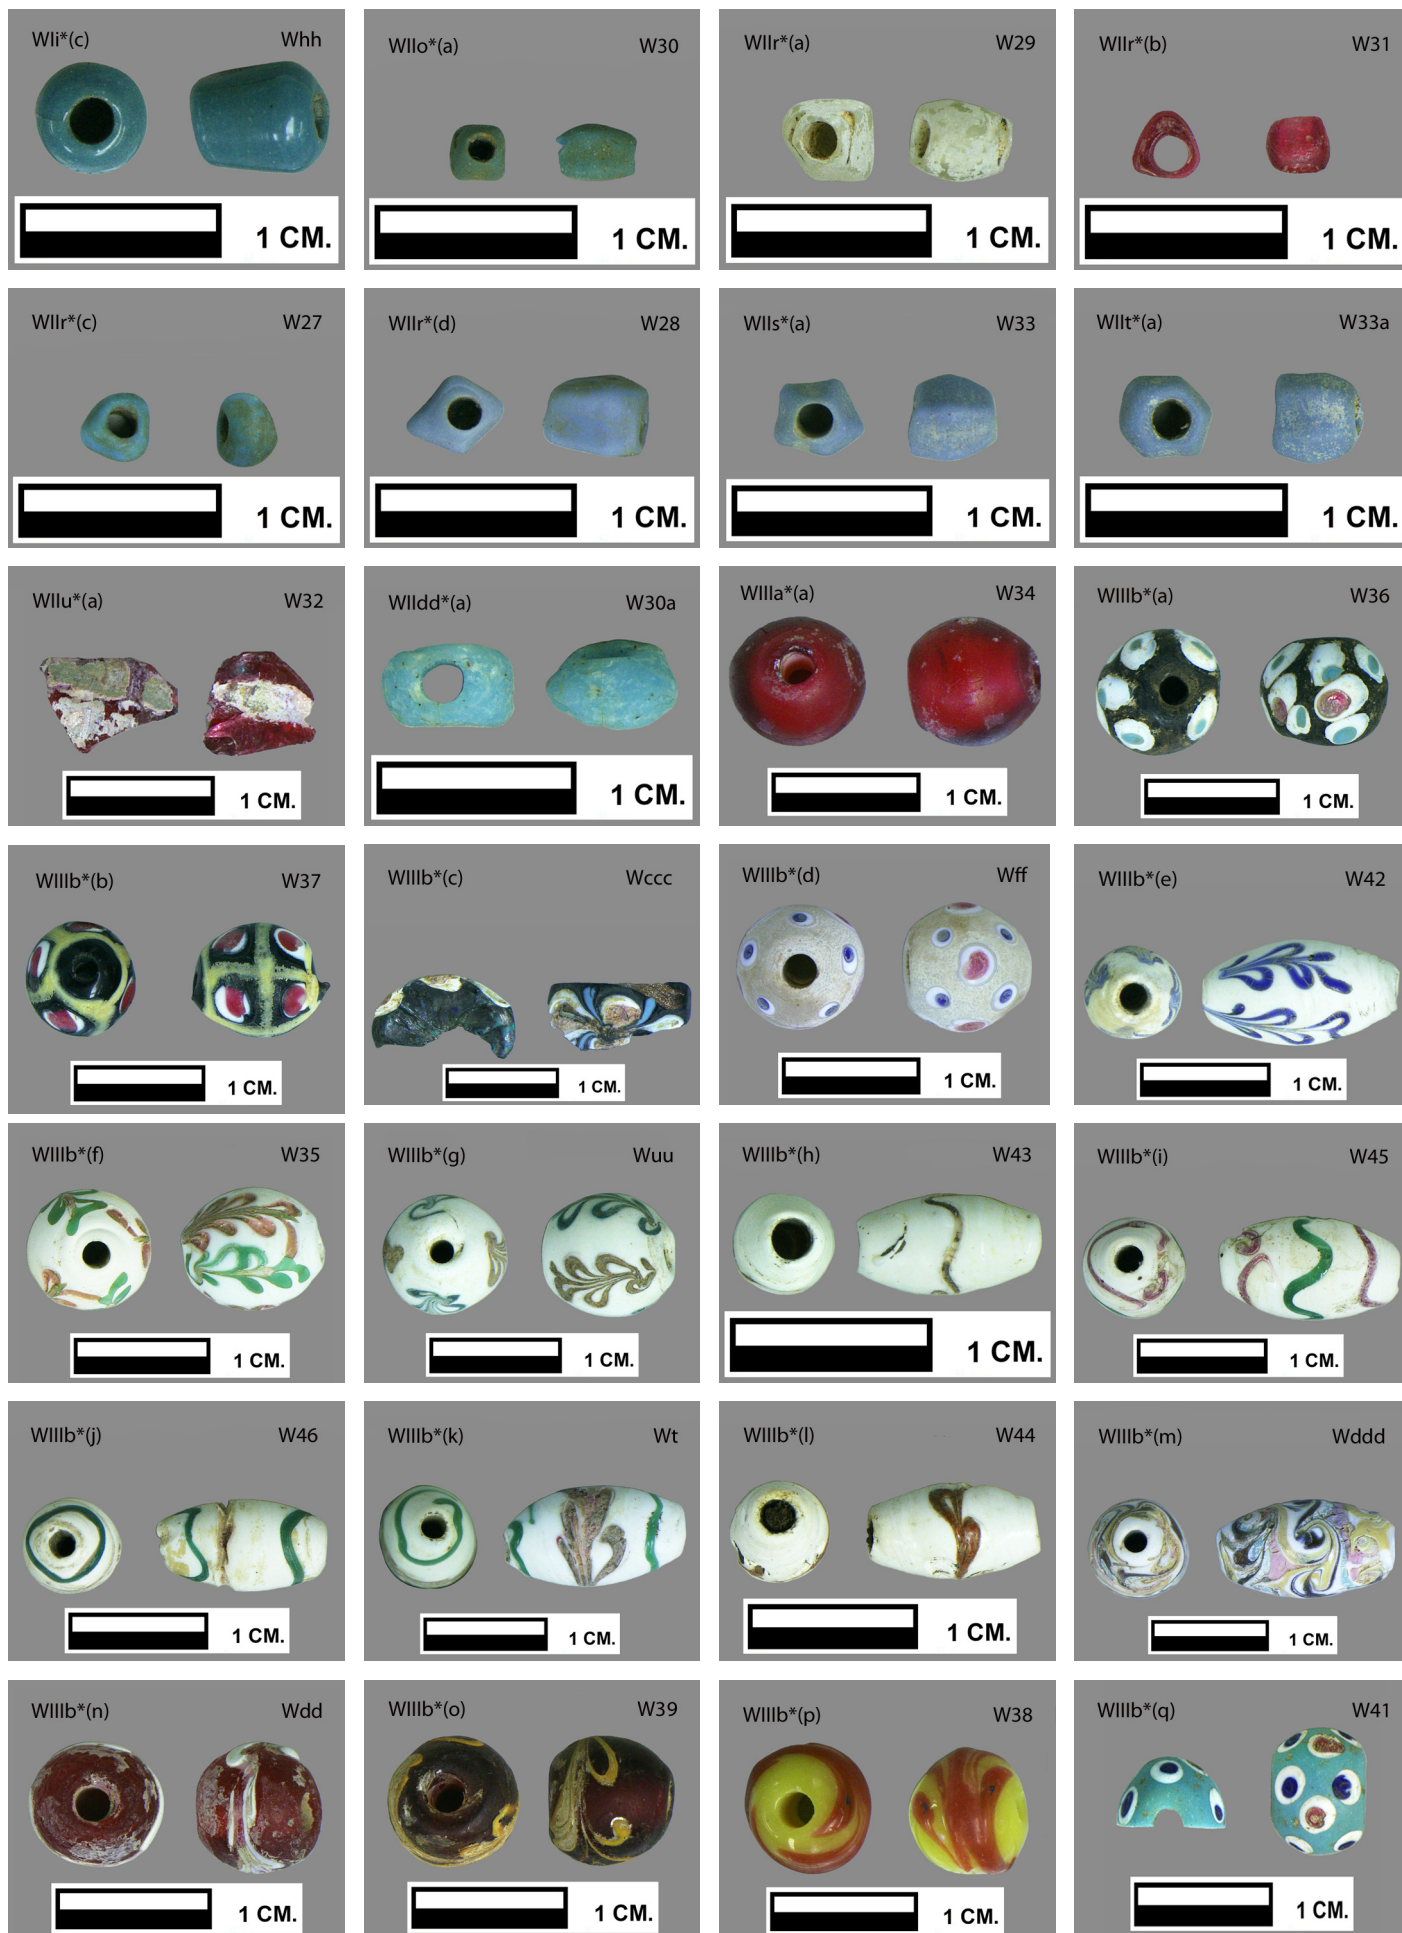 WIi*(c) Whh
1 CM.
WIIo*(a) W30
1 CM.
WIIr*(a) W29
1 CM.
WIIr*(b) W31
1 CM.
WIIr*(c) W27
1 CM.
WIIr*(d) W28
1 CM.
WIIs*(a) W33
1 CM.
WIIt*(a) W33a
1 CM.
WIIu*(a) W32
1 CM.
WIIdd*(a) W30a
1 CM.
WIIIa*(a) W34
1 CM.
WIIIb*(a) W36
1 CM.
WIIIb*(b) W37
1 CM.
WIIIb*(c) Wccc
1 CM.
WIIIb*(d) Wff
1 CM.
WIIIb*(e) W42
1 CM.
WIIIb*(f) W35
1 CM.
WIIIb*(g) Wuu
1 CM.
WIIIb*(h) W43
1 CM.
WIIIb*(i) W45
1 CM.
WIIIb*(j) W46
1 CM.
WIIIb*(k) Wt
1 CM.
WIIIb*(l) W44
1 CM.
WIIIb*(m) Wddd
1 CM.
WIIIb*(n) Wdd
1 CM.
WIIIb*(o) W39
1 CM.
WIIIb*(p) W38
1 CM.
WIIIb*(q) W41
1 CM.